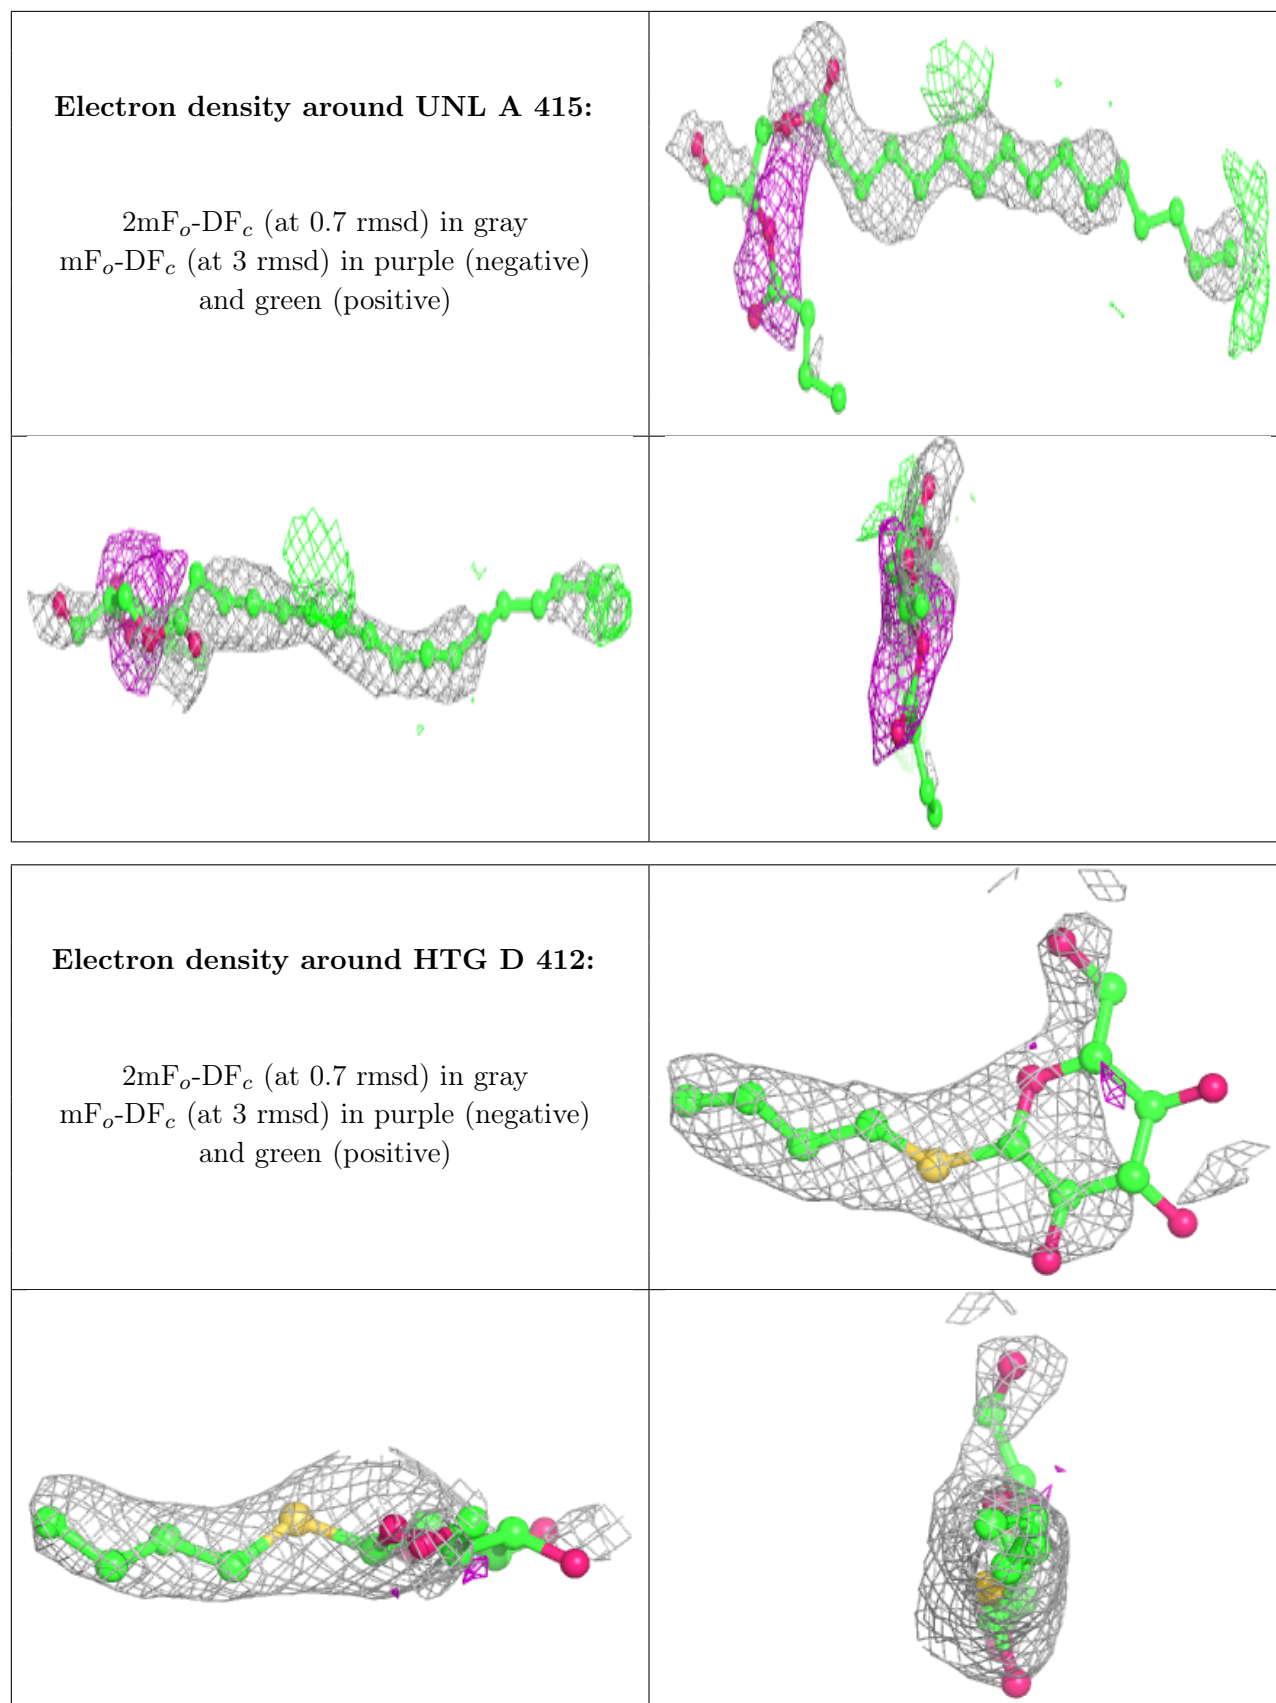 Electron density around UNL A 415:
2mFo-DFc (at 0.7 rmsd) in gray
mFo-DFc (at 3 rmsd) in purple (negative)
and green (positive)
Electron density around HTG D 412:
2mFo-DFc (at 0.7 rmsd) in gray
mFo-DFc (at 3 rmsd) in purple (negative)
and green (positive)